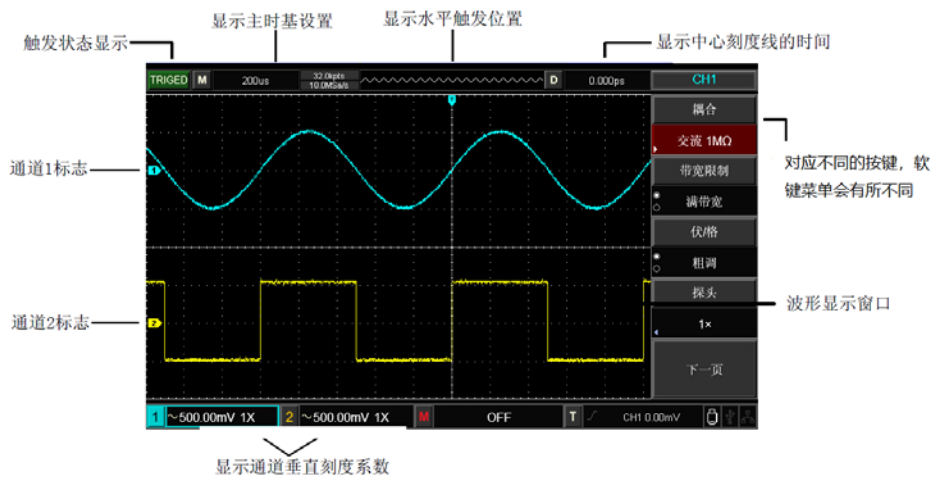 显示主时基设置
显示水平触发位置
触发状态显示
显示中心刻度线的时间
TRIGED M 200us 32.0kpts D 0.000ps CH1
10.0MSa/s
耦合
交流 1MΩ
带宽限制
满带宽
伏/格
粗调
探头
1×
下一页
通道1标志
1
对应不同的按键，软
键菜单会有所不同
通道2标志
2
波形显示窗口
1 ~500.00mV 1X 2 ~500.00mV 1X M OFF T CH1 0.00mV
显示通道垂直刻度系数